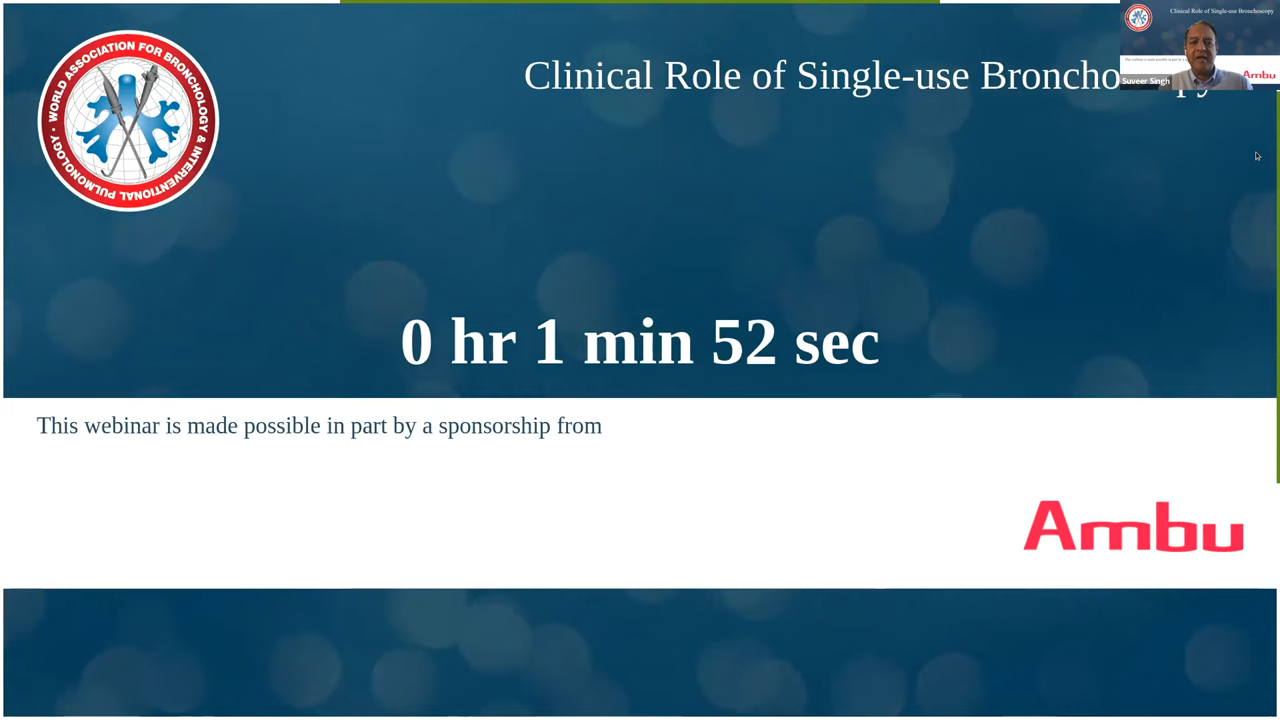 WORLD ASSOCIATION FOR BRONCHOLOGY & INTERVENTIONAL PULMONOLOGY •
Clinical Role of Single-use Broncho
Clinical Role of Single-use Bronchoscopy
Suveer Singh
Ambu
0 hr 1 min 52 sec
This webinar is made possible in part by a sponsorship from
Ambu